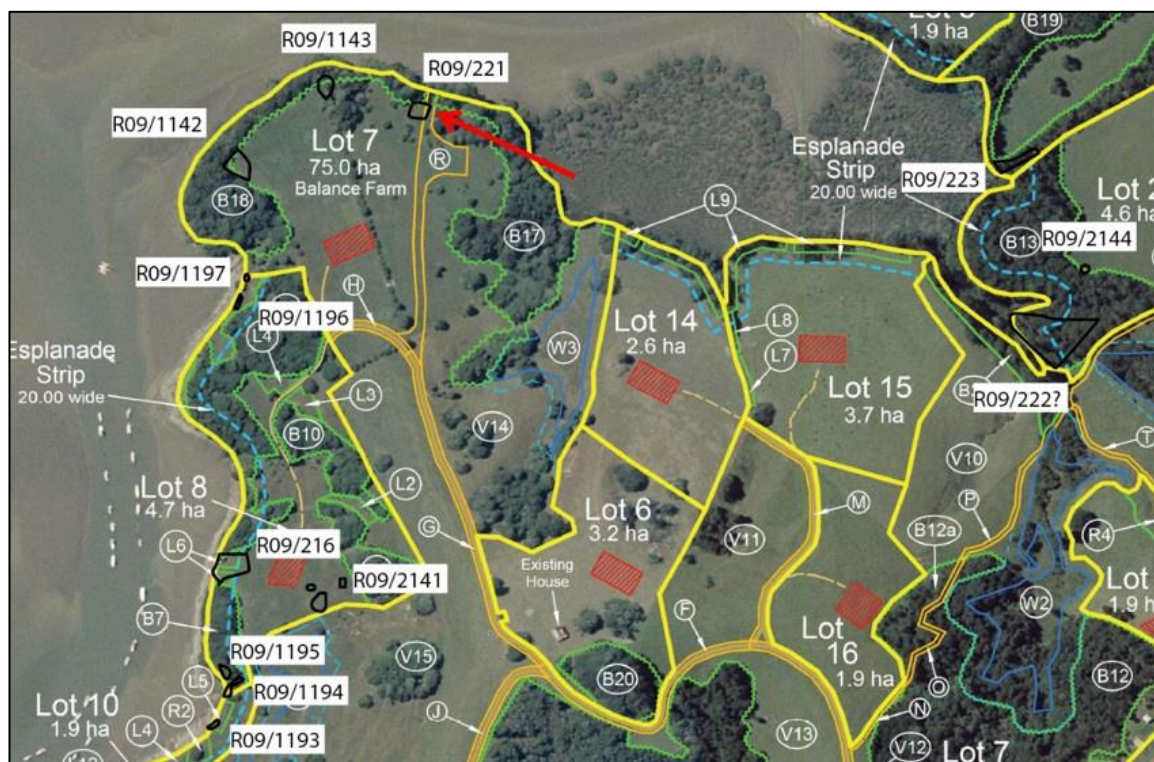 R09/1143
R09/221
R09/1142
Lot 7
75.0 ha
Balance Farm
R
B18
B17
R09/1197
R09/1196
H
L4
L3
Esplanade
Strip
20.00 wide
B10
L2
Lot 8
4.7 ha
L6
R09/216
R09/2141
G
B7
R09/1195
L5
R09/1194
Lot 10
1.9 ha
R2
L4
R09/1193
V15
J
B20
W3
V14
Lot 14
2.6 ha
Lot 6
3.2 ha
Existing
House
L9
L8
L7
Lot 15
3.7 ha
V11
M
F
Lot
16
1.9 ha
V13
N
O
V12
Lot 7
1.9 ha
B19
Esplanade
Strip
20.00 wide
R09/223
B13
R09/2144
4.6 ha
R09/222?
V10
P
T
B12a
R4
W2
1.9 h
B12